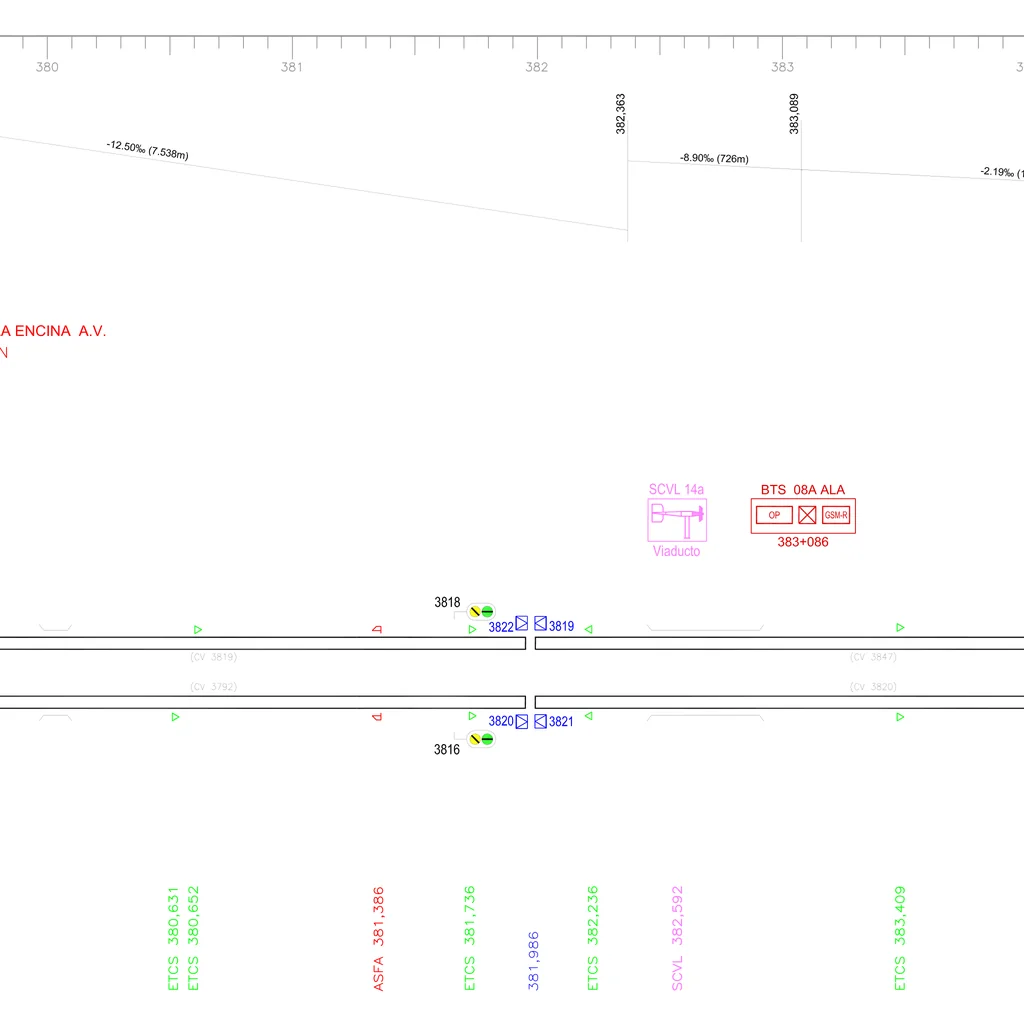 380
381
382
383
382,363
383,089
-12.50‰ (7.538m)
-8.90‰ (726m)
-2.19‰ (1
A ENCINA A.V.
N
SCVL 14a
Viaducto
BTS 08A ALA
OP
GSM-R
383+086
3818
3822
3819
(CV 3819)
(CV 3847)
(CV 3792)
(CV 3820)
3820
3821
3816
ETCS 380,631
ETCS 380,652
ASFA 381,386
ETCS 381,736
381,986
ETCS 382,236
SCVL 382,592
ETCS 383,409